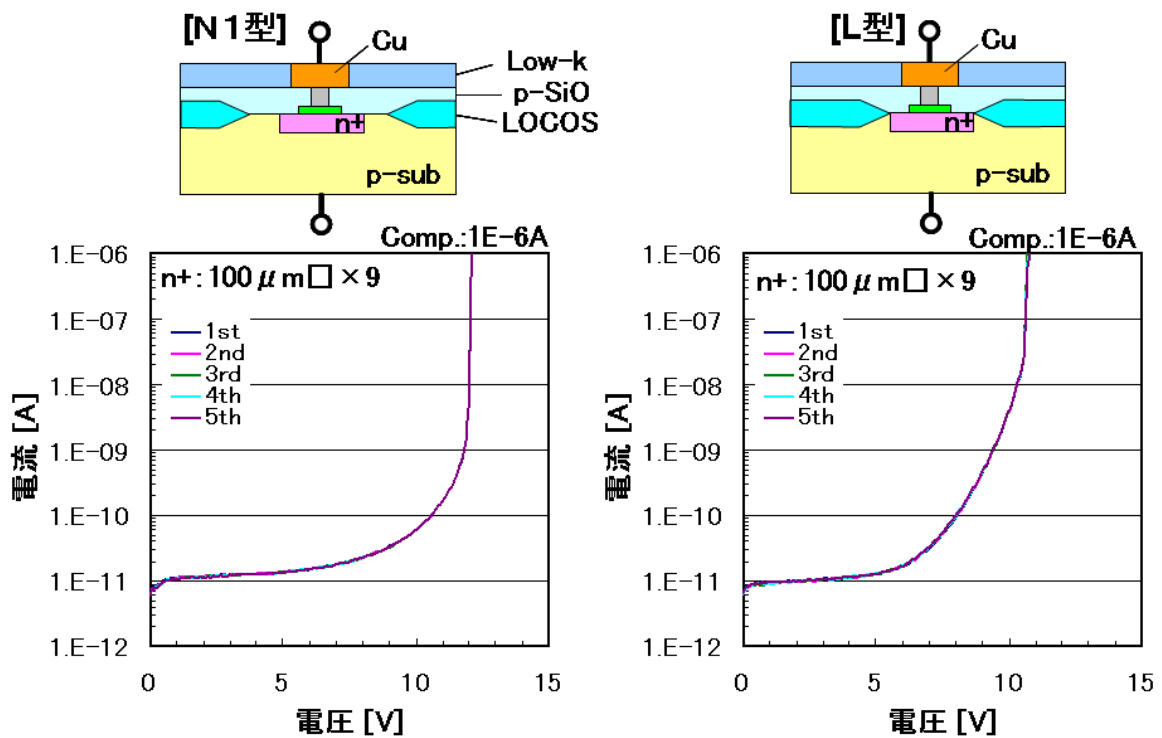 [N1型]
Cu
Low-k
p-SiO
LOCOS
n+
p-sub
Comp.:1E-6A
n+: 100μm□×9
1st
2nd
3rd
4th
5th
電流 [A]
1.E-06
1.E-07
1.E-08
1.E-09
1.E-10
1.E-11
1.E-12
0 5 10 15
電圧 [V]
[L型]
Cu
n+
p-sub
Comp.:1E-6A
n+: 100μm□×9
1st
2nd
3rd
4th
5th
電流 [A]
1.E-06
1.E-07
1.E-08
1.E-09
1.E-10
1.E-11
1.E-12
0 5 10 15
電圧 [V]